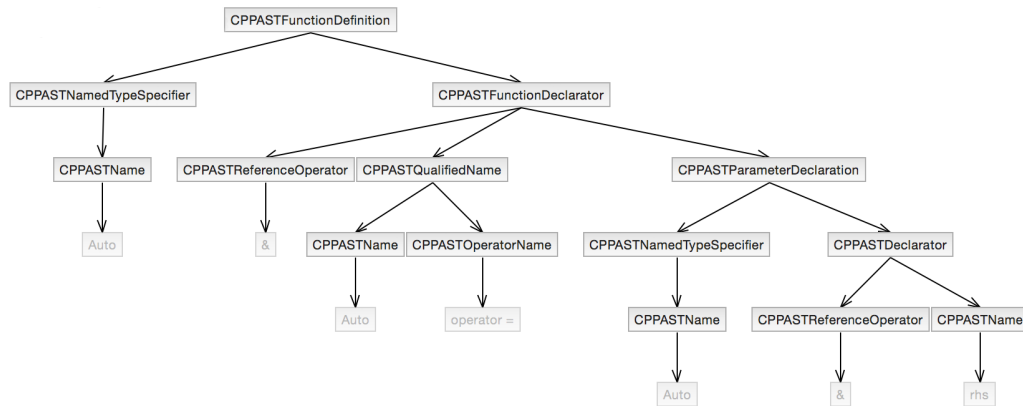 CPPASTFunctionDefinition
CPPASTNamedTypeSpecifier CPPASTFunctionDeclarator
CPPASTName CPPASTReferenceOperator CPPASTQualifiedName CPPASTParameterDeclaration
Auto & CPPASTName CPPASTOperatorName CPPASTNamedTypeSpecifier CPPASTDeclarator
Auto operator = CPPASTName CPPASTReferenceOperator CPPASTName
Auto & rhs